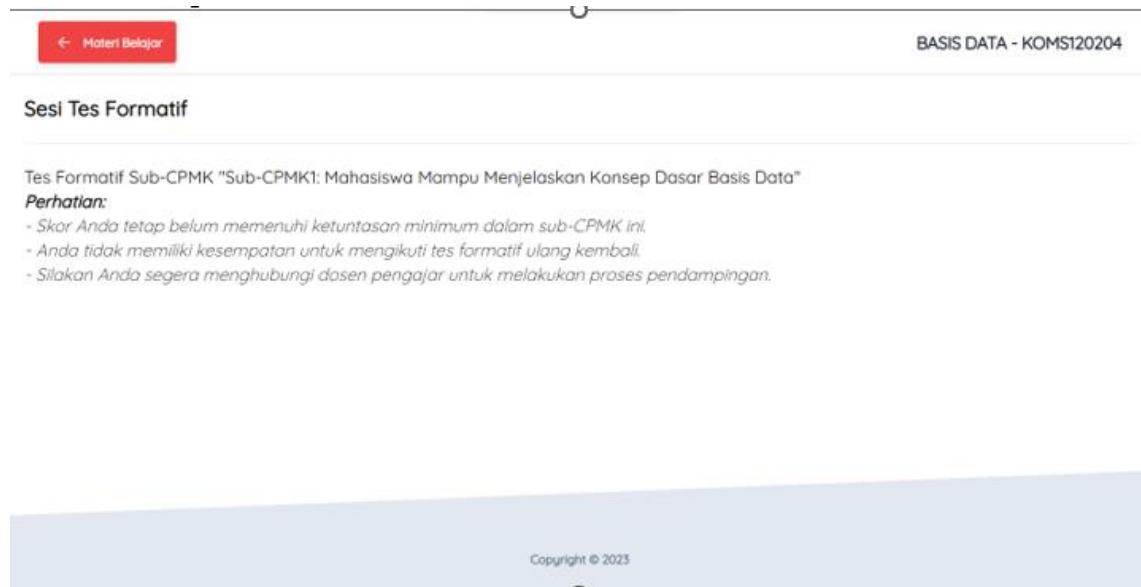 ← Materi Belajar
BASIS DATA - KOMS120204
Sesi Tes Formatif
Tes Formatif Sub-CPMK "Sub-CPMK1: Mahasiswa Mampu Menjelaskan Konsep Dasar Basis Data"
Perhatian:
- Skor Anda tetap belum memenuhi ketuntasan minimum dalam sub-CPMK ini.
- Anda tidak memiliki kesempatan untuk mengikuti tes formatif ulang kembali.
- Silakan Anda segera menghubungi dosen pengajar untuk melakukan proses pendampingan.
Copyright © 2023